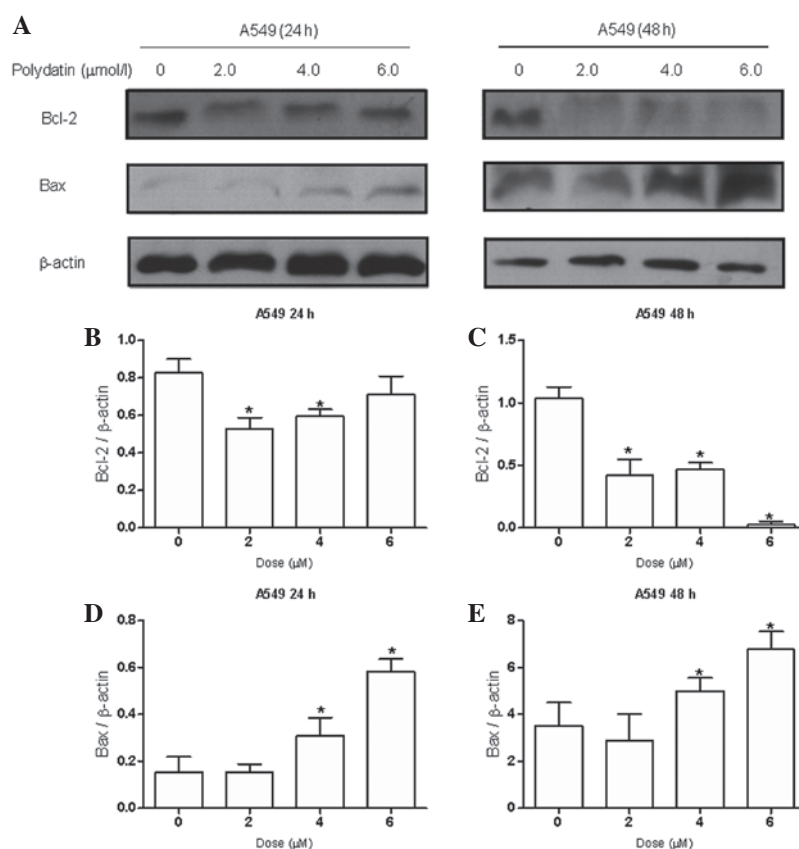 A
A549 (24 h) A549 (48 h)
Polydatin (μmol/l) 0 2.0 4.0 6.0 0 2.0 4.0 6.0
Bcl-2
Bax
β-actin
B
A549 24 h
Bcl-2 / β-actin
1.0
0.8
0.6
0.4
0.2
0.0
* *
0 2 4 6
Dose (μM)
C
A549 48 h
Bcl-2 / β-actin
1.5
1.0
0.5
0.0
* * *
0 2 4 6
Dose (μM)
D
A549 24 h
Bax / β-actin
0.8
0.6
0.4
0.2
0.0
* *
0 2 4 6
Dose (μM)
E
A549 48 h
Bax / β-actin
8
6
4
2
0
* *
0 2 4 6
Dose (μM)